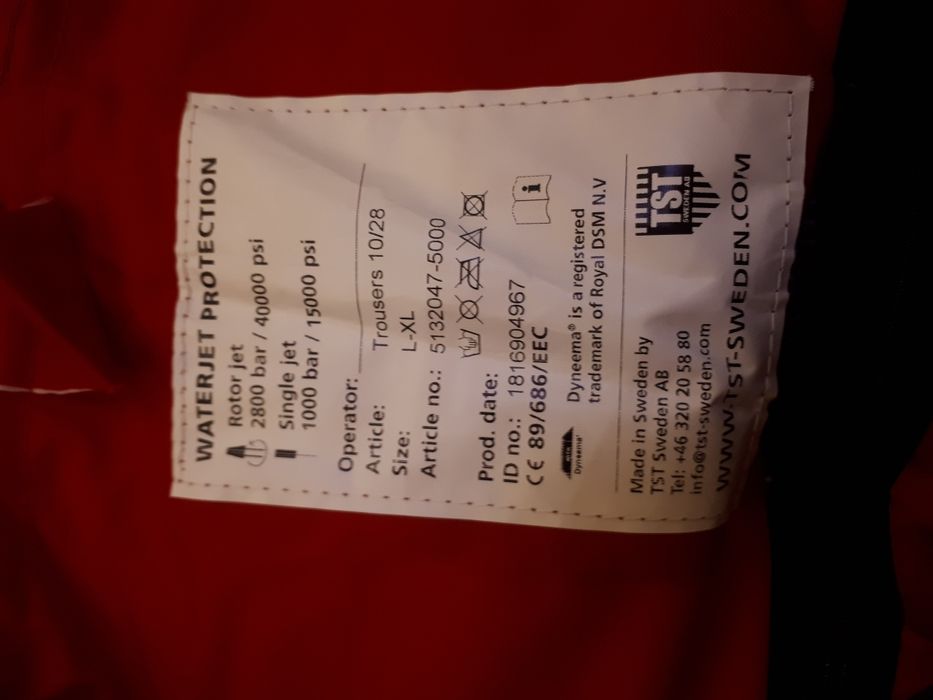 WATERJET PROTECTION
Rotor jet
2800 bar / 40000 psi
Single jet
1000 bar / 15000 psi
Operator:
Article: Trousers 10/28
Size: L-XL
Article no.: 5132047-5000
Prod. date:
ID no.: 1816904967
CE 89/686/EEC
Dyneema
Dyneema® is a registered
trademark of Royal DSM N.V
Made in Sweden by
TST Sweden AB
Tel: +46 320 20 58 80
info@tst-sweden.com
TST
SWEDEN AB
WWW.TST-SWEDEN.COM